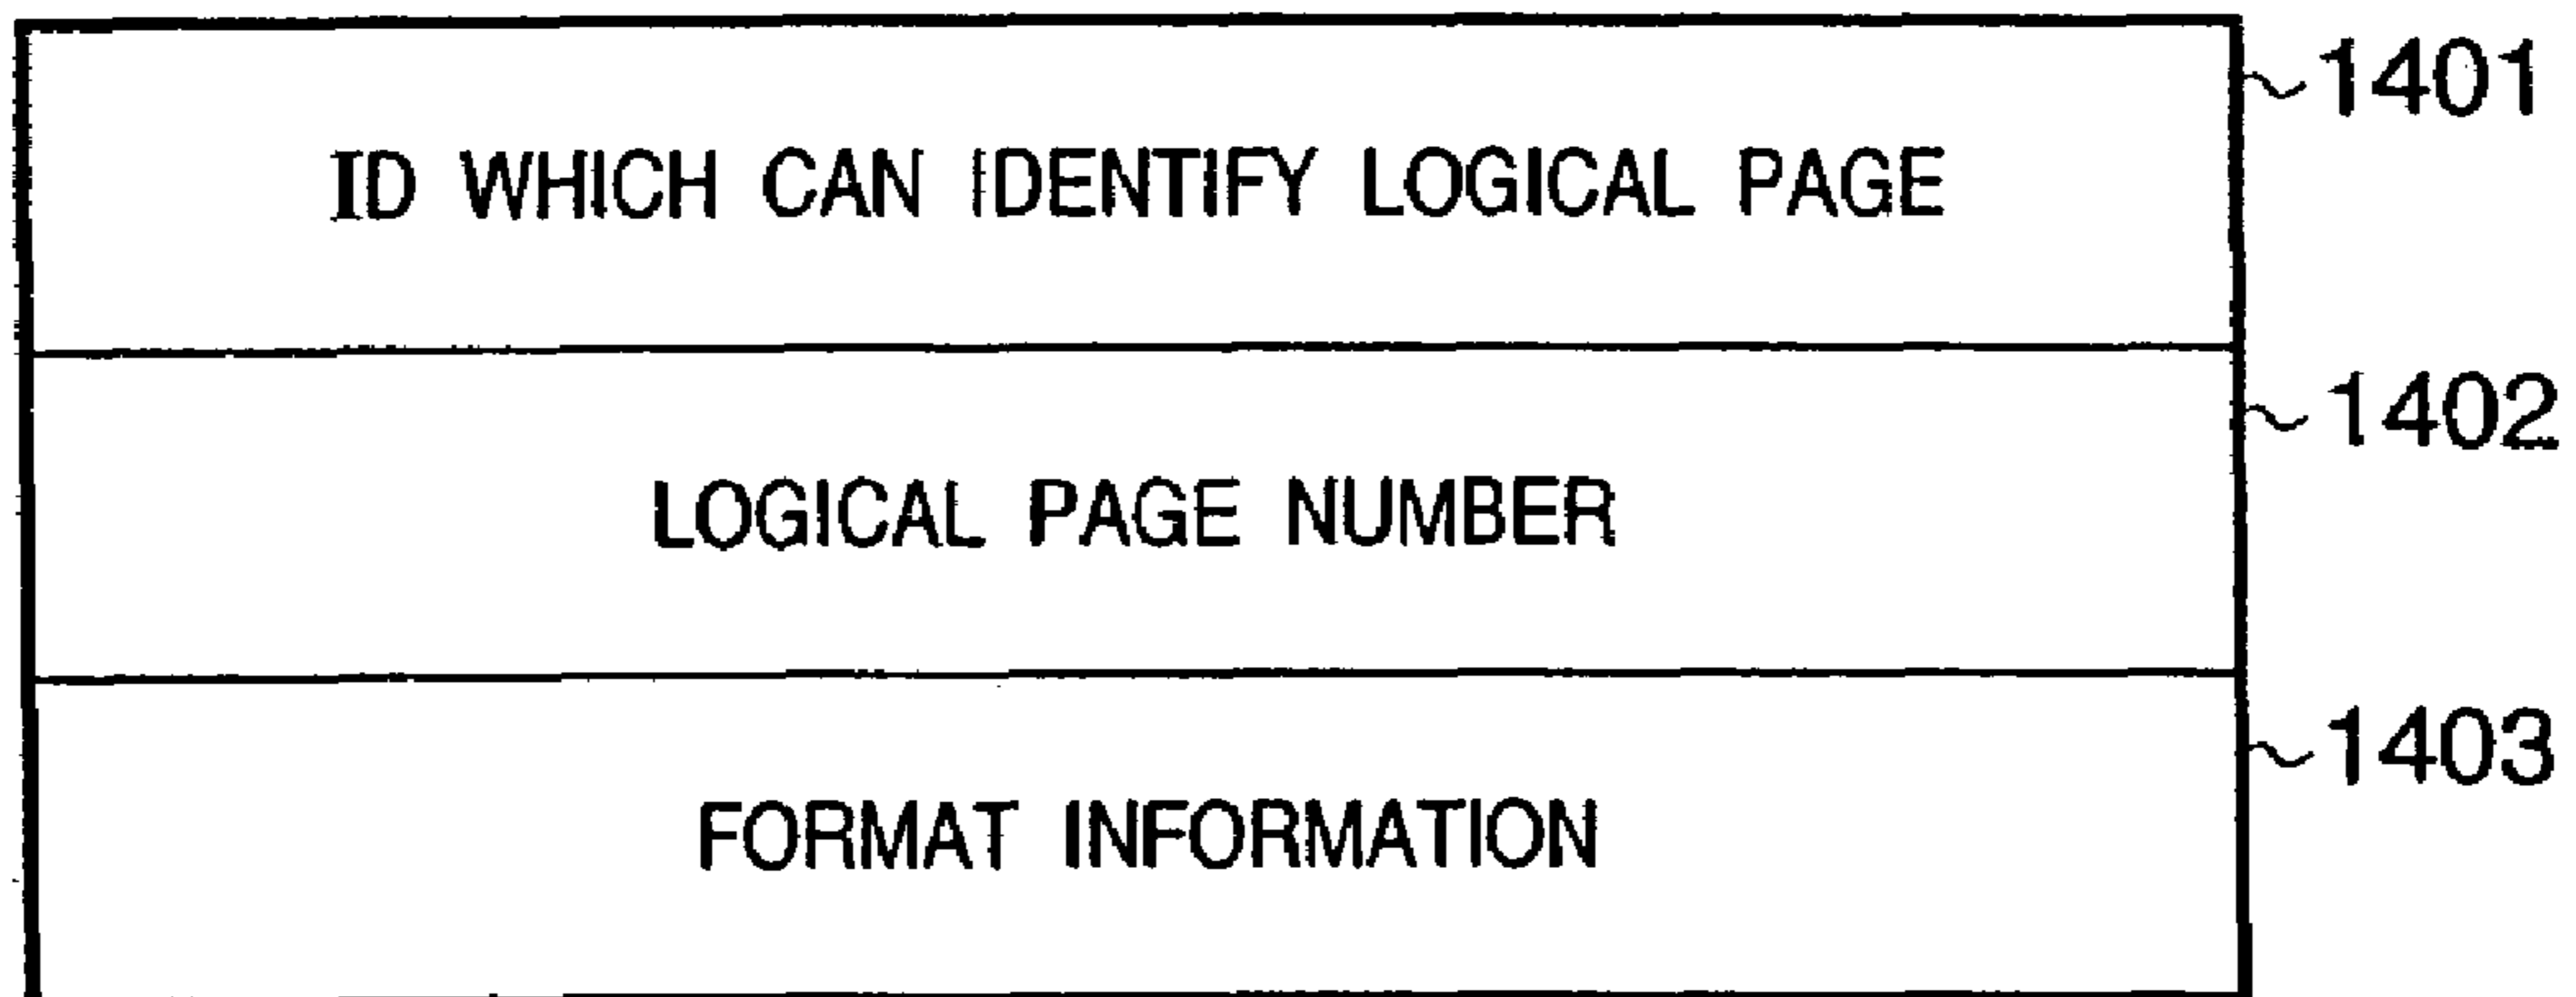 1401
ID WHICH CAN IDENTIFY LOGICAL PAGE
1402
LOGICAL PAGE NUMBER
1403
FORMAT INFORMATION